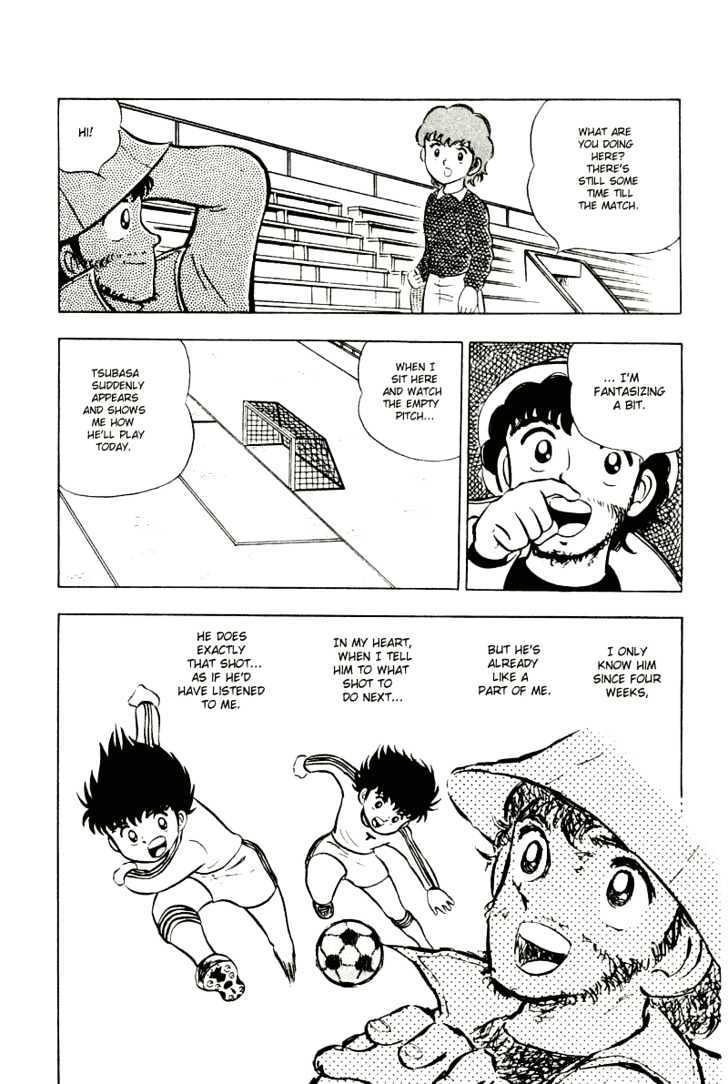 WHAT ARE
YOU DOING
HERE?
THERE'S
STILL SOME
TIME TILL
THE MATCH.
HI!
... I'M
FANTASIZING
A BIT.
WHEN I
SIT HERE
AND WATCH
THE EMPTY
PITCH...
TSUBASA
SUDDENLY
APPEARS
AND SHOWS
ME HOW
HE'LL PLAY
TODAY.
I ONLY
KNOW HIM
SINCE FOUR
WEEKS,
BUT HE'S
ALREADY
LIKE A
PART OF ME.
IN MY HEART,
WHEN I TELL
HIM TO WHAT
SHOT TO
DO NEXT...
HE DOES
EXACTLY
THAT SHOT...
AS IF HE'D
HAVE LISTENED
TO ME.